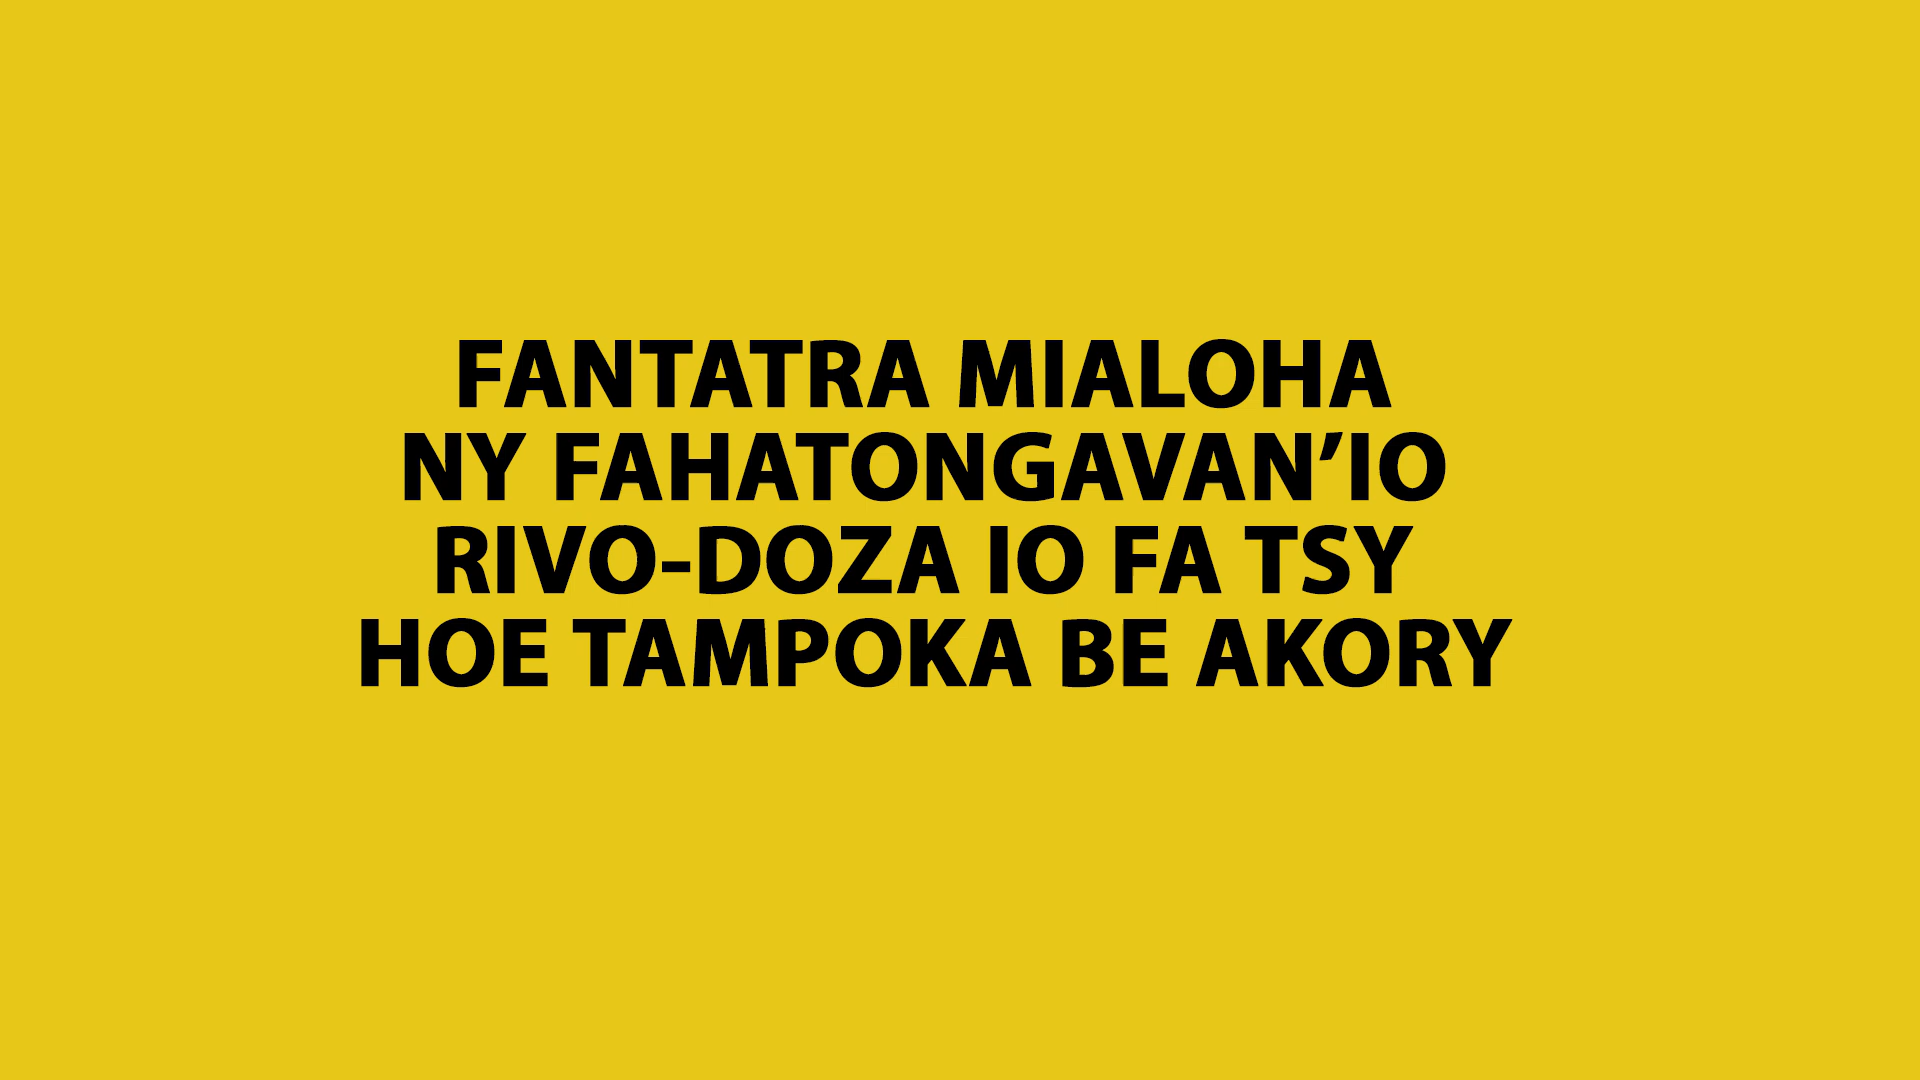 FANTATRA MIALOHA
NY FAHATONGAVAN’IO
RIVO-DOZA IO FA TSY
HOE TAMPOKA BE AKORY